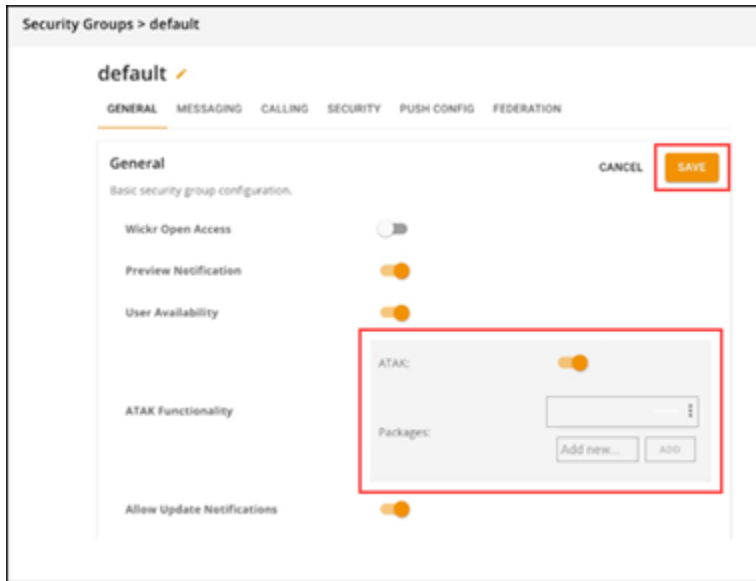 Security Groups > default
default
GENERAL MESSAGING CALLING SECURITY PUSH CONFIG FEDERATION
General
CANCEL SAVE
Basic security group configuration.
Wickr Open Access
Preview Notification
User Availability
ATAK:
ATAK Functionality
Packages:
Add new... ADD
Allow Update Notifications